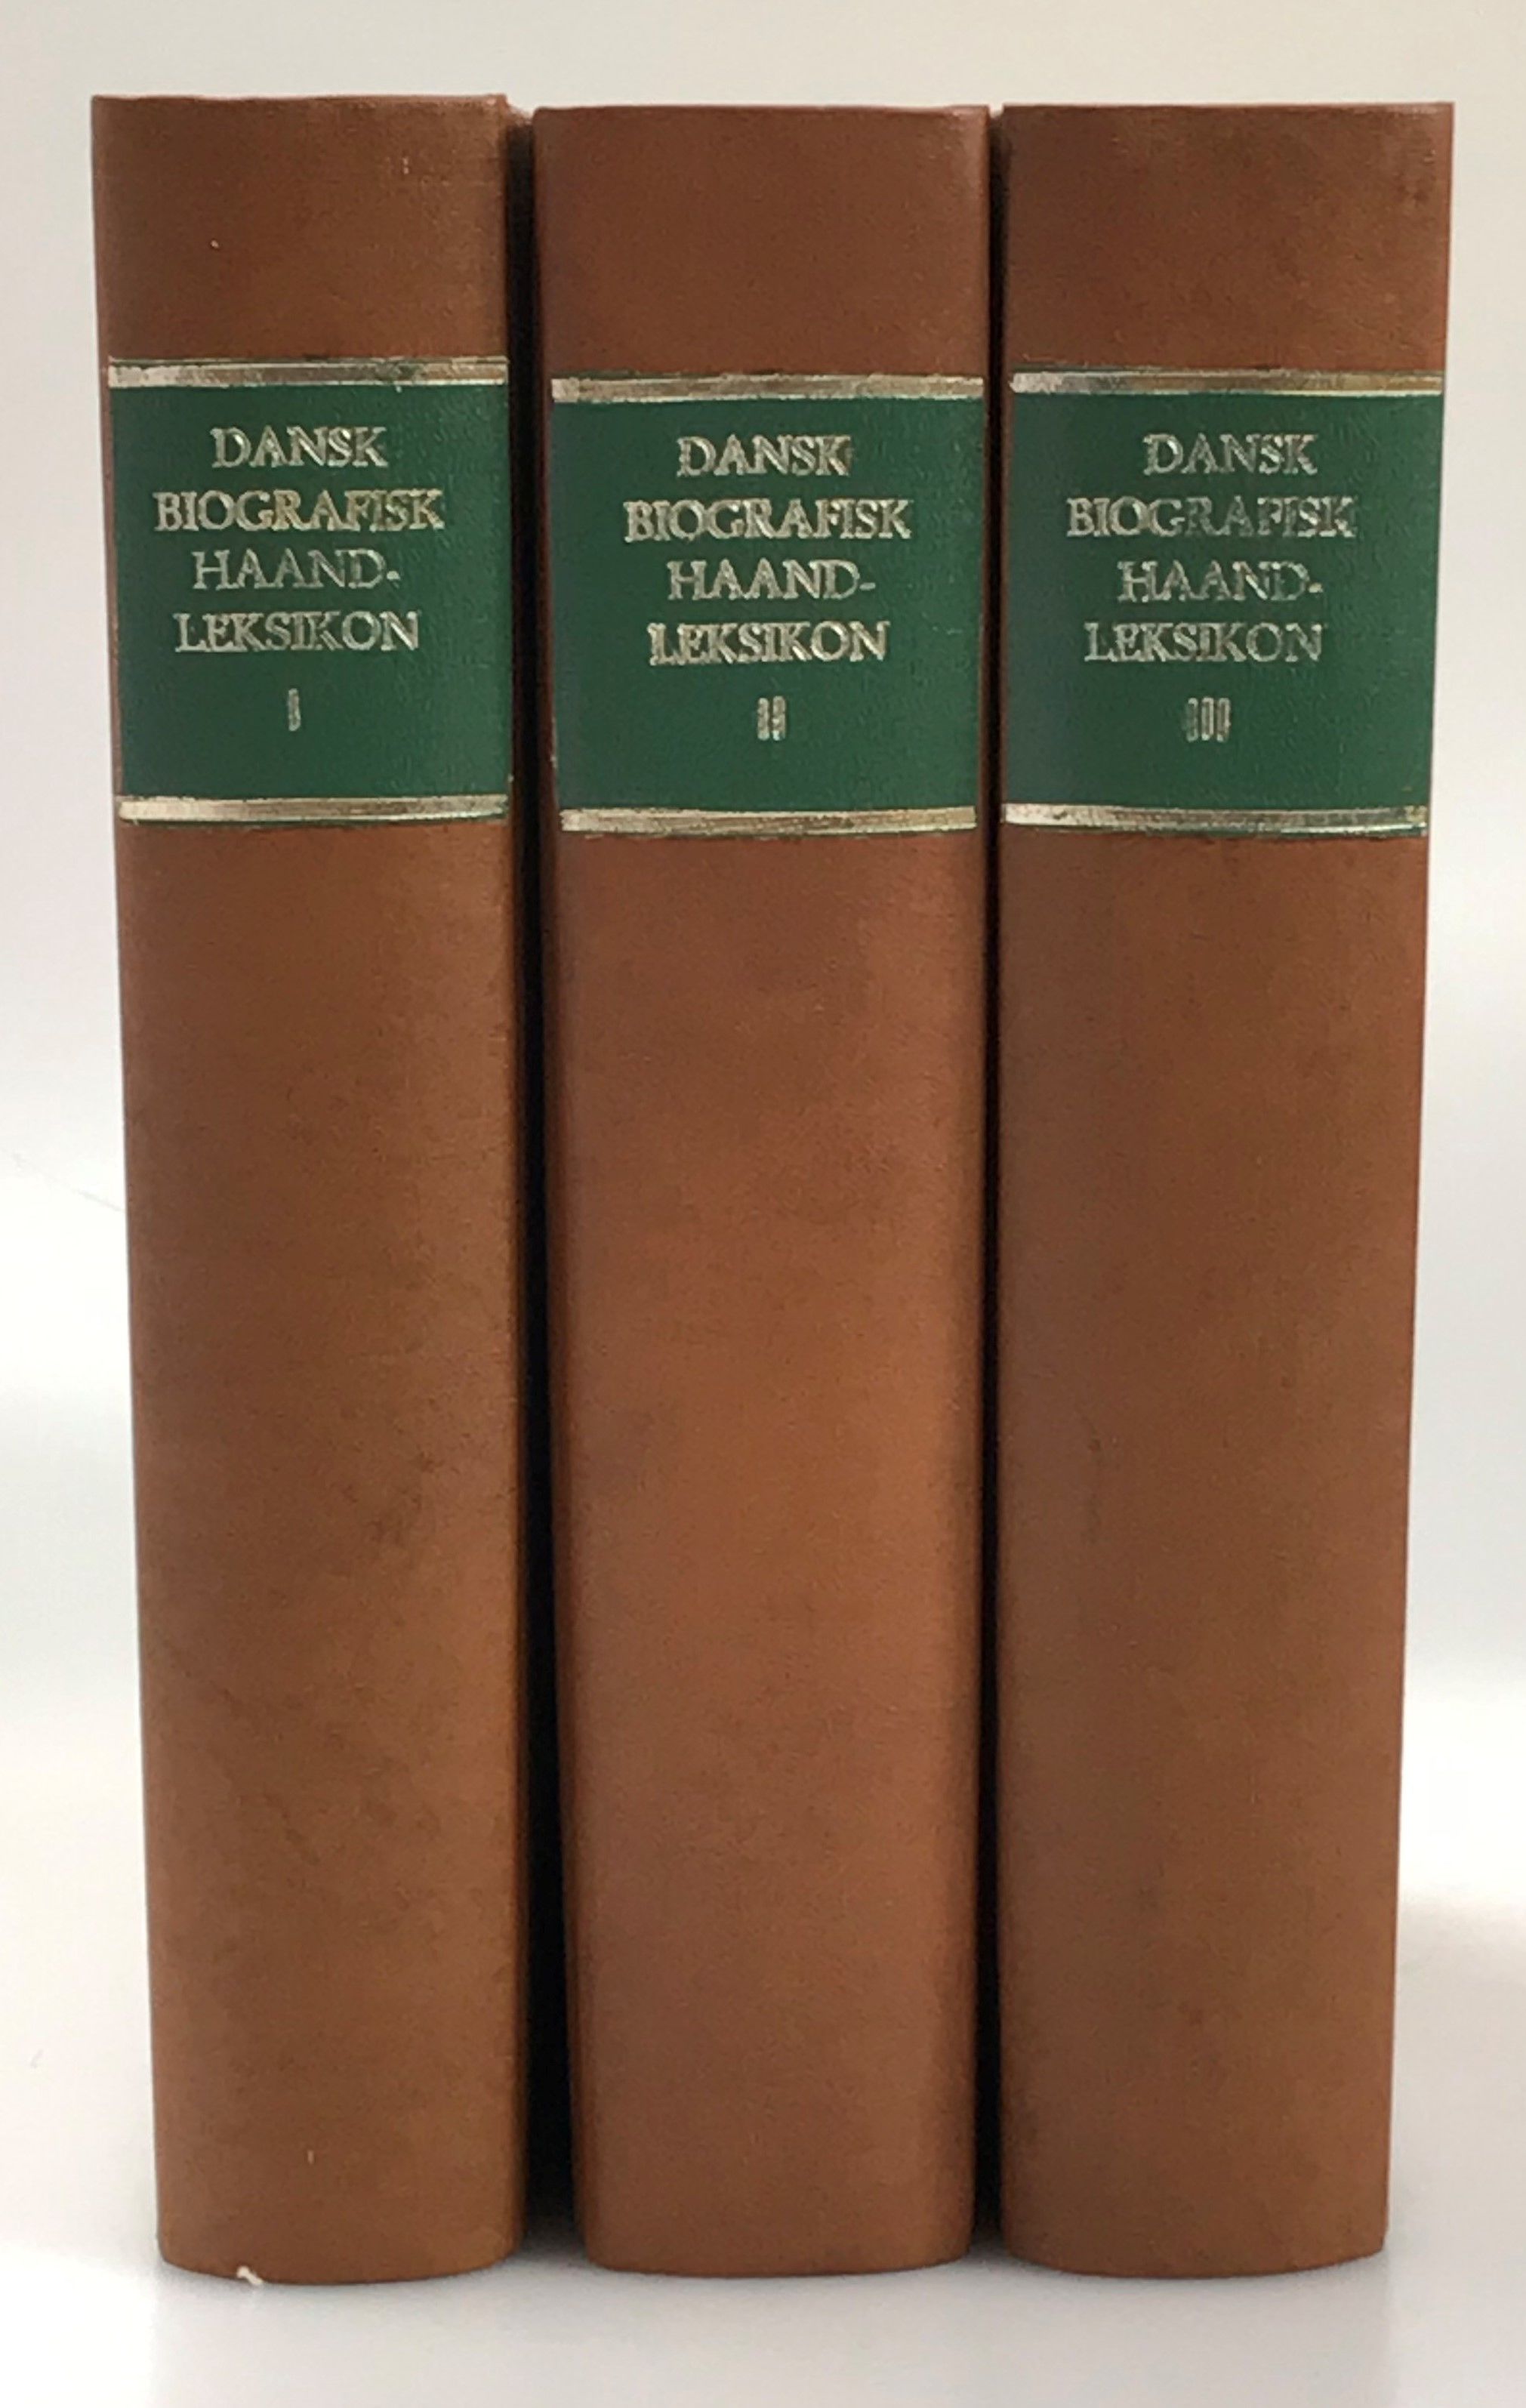 DANSK
BIOGRAFISK
HAAND-
LEKSIKON
I
DANSK
BIOGRAFISK
HAAND-
LEKSIKON
II
DANSK
BIOGRAFISK
HAAND-
LEKSIKON
III